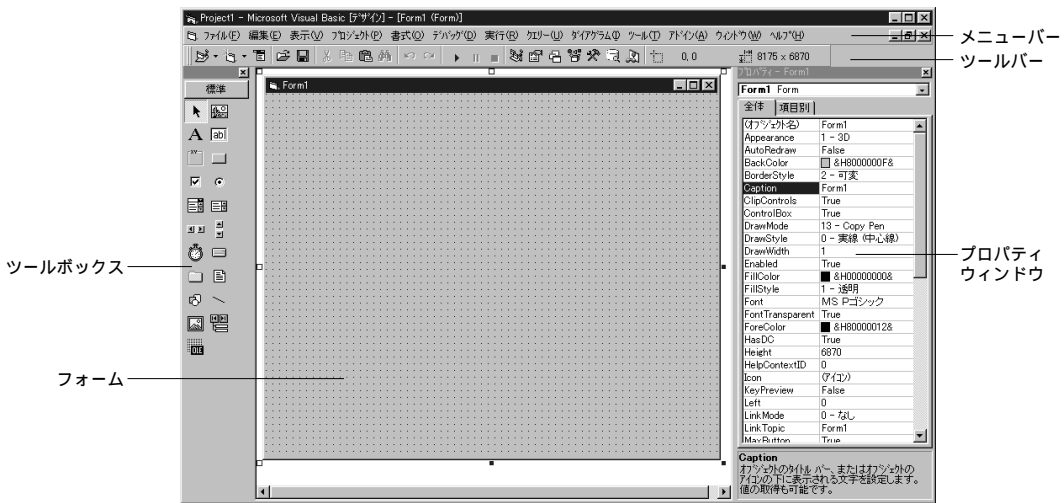 Project1 - Microsoft Visual Basic [デザイン] - [Form1 (Form)]
ファイル(F) 編集(E) 表示(V) プロジェクト(P) 書式(O) デバッグ(D) 実行(R) クエリー(U) ダイアグラム(I) ツール(T) アドイン(A) ウィンドウ(W) ヘルプ(H)
メニューバー
0, 0
8175 x 6870
ツールバー
標準
Form1
プロパティ - Form1
Form1 Form
全体 項目別
(オブジェクト名) Form1
Appearance 1 - 3D
AutoRedraw False
BackColor &H8000000F&
BorderStyle 2 - 可変
Caption Form1
ClipControls True
ControlBox True
DrawMode 13 - Copy Pen
DrawStyle 0 - 実線 (中心線)
DrawWidth 1
Enabled True
FillColor &H00000000&
FillStyle 1 - 透明
Font MS Pゴシック
FontTransparent True
ForeColor &H80000012&
HasDC True
Height 6870
HelpContextID 0
Icon (アイコン)
KeyPreview False
Left 0
LinkMode 0 - なし
LinkTopic Form1
MaxButton True
Caption
オブジェクトのタイトル バー、またはオブジェクトの
アイコンの下に表示される文字を設定します。
値の取得も可能です。
A
abl
XY
OLE
ツールボックス
フォーム
プロパティ
ウィンドウ